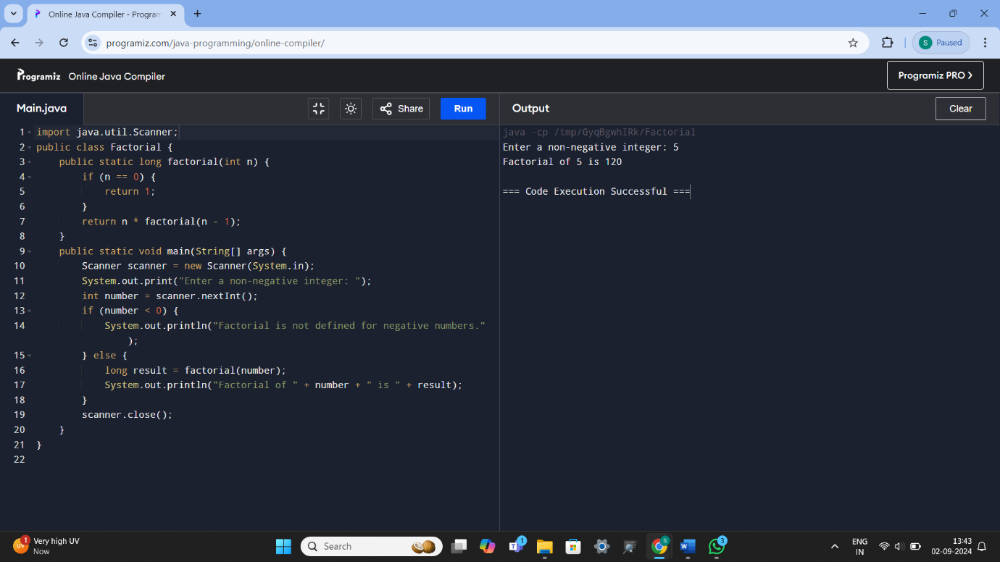 Online Java Compiler - Program
programiz.com/java-programming/online-compiler/
S Paused
Programiz Online Java Compiler
Programiz PRO >
Main.java
Share
Run
Output
Clear
1 import java.util.Scanner;
2 public class Factorial {
3     public static long factorial(int n) {
4         if (n == 0) {
5             return 1;
6         }
7         return n * factorial(n - 1);
8     }
9     public static void main(String[] args) {
10         Scanner scanner = new Scanner(System.in);
11         System.out.print("Enter a non-negative integer: ");
12         int number = scanner.nextInt();
13         if (number < 0) {
14             System.out.println("Factorial is not defined for negative numbers."
                );
15         } else {
16             long result = factorial(number);
17             System.out.println("Factorial of " + number + " is " + result);
18         }
19         scanner.close();
20     }
21 }
22
java -cp /tmp/GyqBgwhIRk/Factorial
Enter a non-negative integer: 5
Factorial of 5 is 120
=== Code Execution Successful ===
UV 1
Very high UV
Now
Search
1
S
3
ENG
IN
13:43
02-09-2024